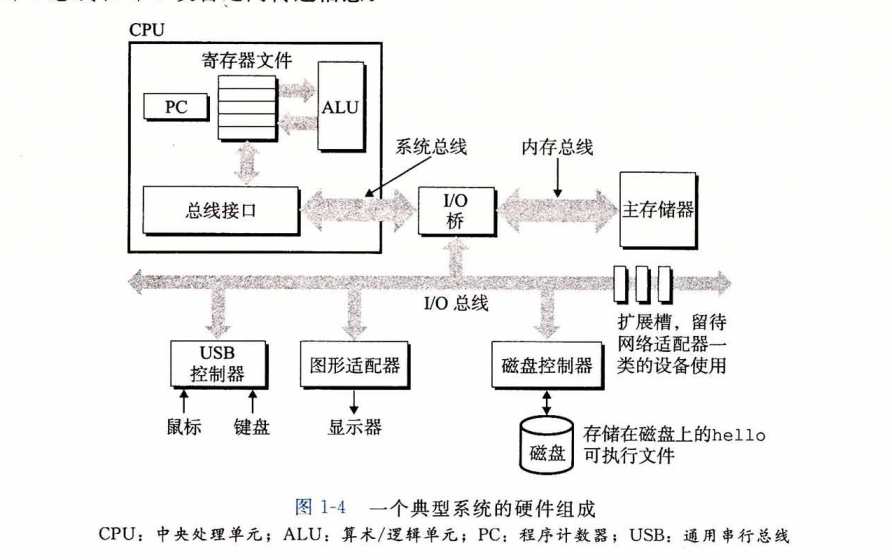 CPU
寄存器文件
PC
ALU
系统总线
内存总线
总线接口
I/O
桥
主存储器
I/O 总线
扩展槽，留待
网络适配器一
类的设备使用
USB
控制器
图形适配器
磁盘控制器
鼠标
键盘
显示器
磁盘
存储在磁盘上的hello
可执行文件
图 1-4 一个典型系统的硬件组成
CPU：中央处理单元；ALU：算术/逻辑单元；PC：程序计数器；USB：通用串行总线